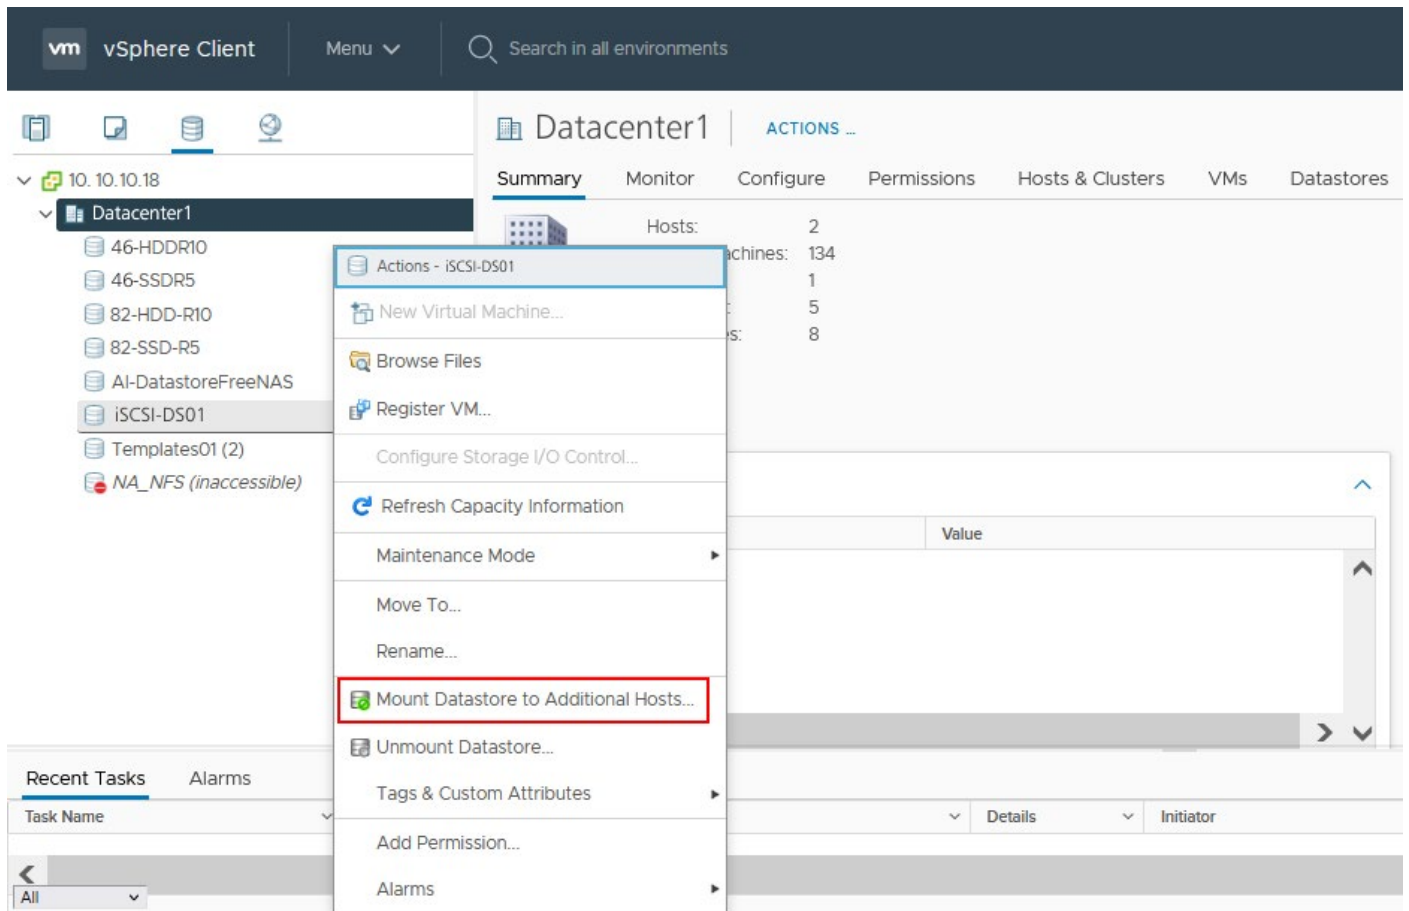 vm vSphere Client Menu Search in all environments
Datacenter1 ACTIONS ...
Summary Monitor Configure Permissions Hosts & Clusters VMs Datastores
10. 10.10.18
Datacenter1
46-HDDR10
46-SSDR5
82-HDD-R10
82-SSD-R5
AI-DatastoreFreeNAS
iSCSI-DS01
Templates01 (2)
NA_NFS (inaccessible)
Hosts: 2
achines: 134
1
: 5
es: 8
Actions - iSCSI-DS01
New Virtual Machine...
Browse Files
Register VM...
Configure Storage I/O Control...
Refresh Capacity Information
Maintenance Mode
Move To...
Rename...
Mount Datastore to Additional Hosts...
Unmount Datastore...
Tags & Custom Attributes
Add Permission...
Alarms
Value
Recent Tasks Alarms
Task Name Details Initiator
All